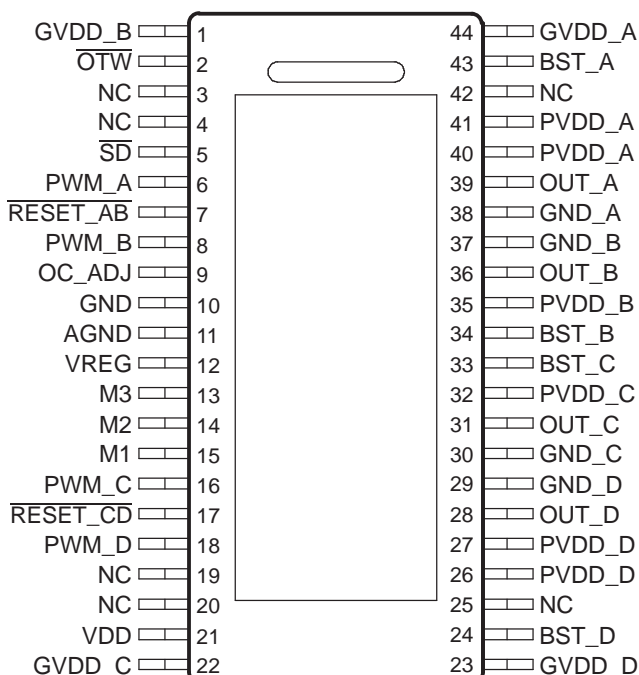 GVDD_B 1 44 GVDD_A
OTW 2 43 BST_A
NC 3 42 NC
NC 4 41 PVDD_A
SD 5 40 PVDD_A
PWM_A 6 39 OUT_A
RESET_AB 7 38 GND_A
PWM_B 8 37 GND_B
OC_ADJ 9 36 OUT_B
GND 10 35 PVDD_B
AGND 11 34 BST_B
VREG 12 33 BST_C
M3 13 32 PVDD_C
M2 14 31 OUT_C
M1 15 30 GND_C
PWM_C 16 29 GND_D
RESET_CD 17 28 OUT_D
PWM_D 18 27 PVDD_D
NC 19 26 PVDD_D
NC 20 25 NC
VDD 21 24 BST_D
GVDD_C 22 23 GVDD_D